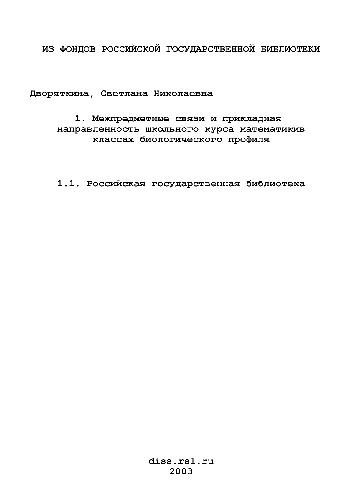 ИЗ ФОНДОВ РОССИЙСКОЙ ГОСУДАРСТВЕННОЙ БИБЛИОТЕКИ
Дворяткина, Светлана Николаевна
1. Межпредметные связи и прикладная
направленность школьного курса математикив
классах биологического профиля
1.1. Российская государственная библиотека
diss.rsl.ru
2003